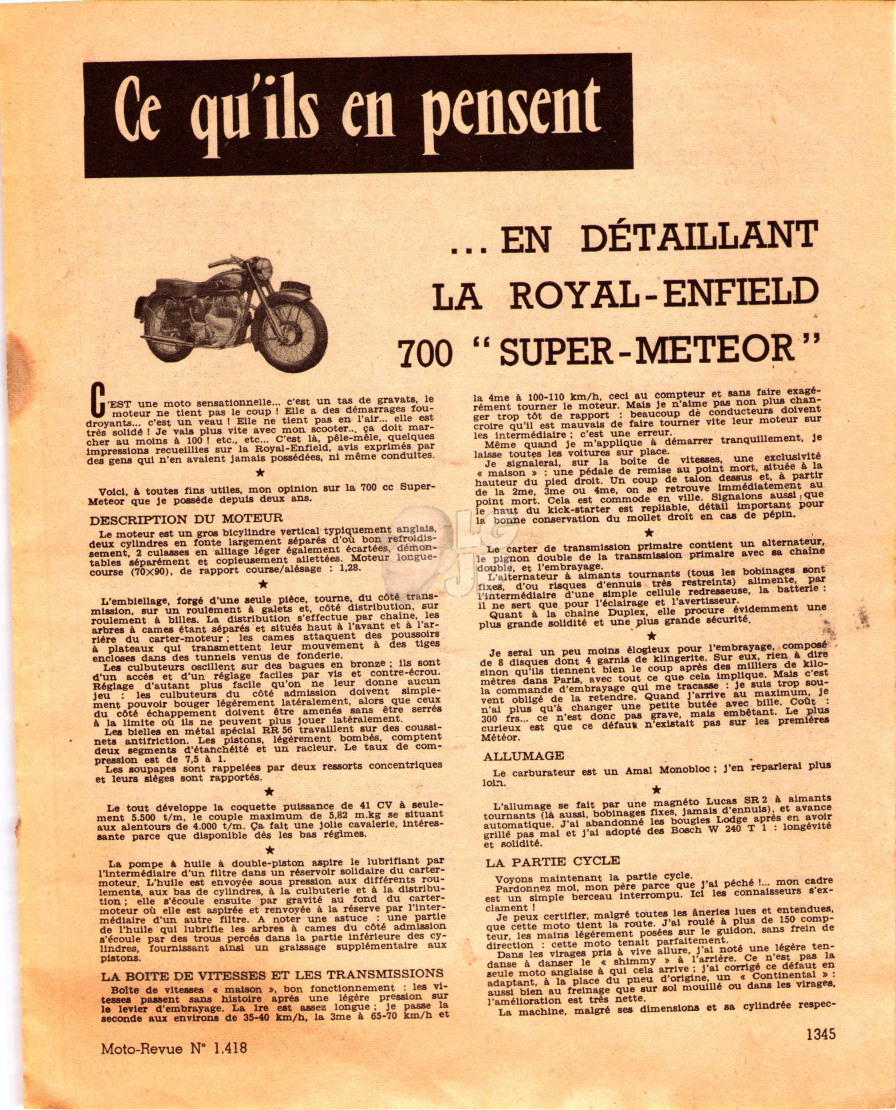 Ce qu'ils en pensent
... EN DÉTAILLANT
LA ROYAL-ENFIELD
700 “ SUPER-METEOR ”
C'EST une moto sensationnelle... c'est un tas de gravats, le
moteur ne tient pas le coup ! Elle a des démarrages fou-
droyants... c'est un veau ! Elle ne tient pas en l'air... elle est
trés solide ! Je vais plus vite avec mon scooter... ça doit mar-
cher au moins à 100 ! etc., etc... C'est là, pêle-mêle, quelques
impressions recueillies sur la Royal-Enfield, avis exprimés par
des gens qui n'en avaient jamais possédées, ni même conduites.
★
Voici, à toutes fins utiles, mon opinion sur la 700 cc Super-
Meteor que je possède depuis deux ans.
DESCRIPTION DU MOTEUR
Le moteur est un gros bicylindre vertical typiquement anglais,
deux cylindres en fonte largement séparés d'où bon refroidis-
sement, 2 culasses en alliage léger également écartées, démon-
tables séparément et copieusement ailettées. Moteur longue-
course (70×90), de rapport course/alésage : 1,28.
★
L'embiellage, forgé d'une seule pièce, tourne, du côté trans-
mission, sur un roulement à galets et, côté distribution, sur
roulement à billes. La distribution s'effectue par chaîne, les
arbres à cames étant séparés et situés haut à l'avant et à l'ar-
rière du carter-moteur ; les cames attaquent des poussoirs
à plateaux qui transmettent leur mouvement à des tiges
encloses dans des tunnels venus de fonderie.
Les culbuteurs oscillent sur des bagues en bronze ; ils sont
d'un accés et d'un réglage faciles par vis et contre-écrou.
Réglage d'autant plus facile qu'on ne leur donne aucun
jeu : les culbuteurs du côté admission doivent simple-
ment pouvoir bouger légérement latéralement, alors que ceux
du côté échappement doivent être amenés sans être serrés
à la limite où ils ne peuvent plus jouer latéralement.
Les bielles en métal spécial RR 56 travaillent sur des coussi-
nets antifriction. Les pistons, légérement bombés, comptent
deux segments d'étanchéité et un racleur. Le taux de com-
pression est de 7,5 à 1.
Les soupapes sont rappelées par deux ressorts concentriques
et leurs sièges sont rapportés.
★
Le tout développe la coquette puissance de 41 CV à seule-
ment 5.500 t/m, le couple maximum de 5,82 m.kg se situant
aux alentours de 4.000 t/m. Ça fait une jolie cavalerie, intéres-
sante parce que disponible dés les bas régimes.
★
La pompe à huile à double-piston aspire le lubrifiant par
l'intermédiaire d'un filtre dans un réservoir solidaire du carter-
moteur. L'huile est envoyée sous pression aux différents rou-
lements, aux bas de cylindres, à la culbuterie et à la distribu-
tion ; elle s'écoule ensuite par gravité au fond du carter-
moteur où elle est aspirée et renvoyée à la réserve par l'inter-
médiaire d'un autre filtre. A noter une astuce : une partie
de l'huile qui lubrifie les arbres à cames du côté admission
s'écoule par des trous percés dans la partie inférieure des cy-
lindres, fournissant ainsi un graissage supplémentaire aux
pistons.
LA BOITE DE VITESSES ET LES TRANSMISSIONS
Boîte de vitesses « maison », bon fonctionnement : les vi-
tesses passent sans histoire après une légère pression sur
le levier d'embrayage. La 1re est assez longue ; je passe la
seconde aux environs de 35-40 km/h, la 3me à 65-70 km/h et
la 4me à 100-110 km/h, ceci au compteur et sans faire exagé-
rément tourner le moteur. Mais je n'aime pas non plus chan-
ger trop tôt de rapport : beaucoup de conducteurs doivent
croire qu'il est mauvais de faire tourner vite leur moteur sur
les intermédiaire ; c'est une erreur.
Même quand je m'applique à démarrer tranquillement, je
laisse toutes les voitures sur place.
Je signalerai, sur la boîte de vitesses, une exclusivité
« maison » : une pédale de remise au point mort, située à la
hauteur du pied droit. Un coup de talon dessus et, à partir
de la 2me, 3me ou 4me, on se retrouve immédiatement au
point mort. Cela est commode en ville. Signalons aussi que
le haut du kick-starter est repliable, détail important pour
la bonne conservation du mollet droit en cas de pépin.
★
Le carter de transmission primaire contient un alternateur,
le pignon double de la transmission primaire avec sa chaîne
double, et l'embrayage.
L'alternateur à aimants tournants (tous les bobinages sont
fixes, d'ou risques d'ennuis très restreints) alimente, par
l'intermédiaire d'une simple cellule redresseuse, la batterie :
il ne sert que pour l'éclairage et l'avertisseur.
Quant à la chaîne Duplex, elle procure évidemment une
plus grande solidité et une plus grande sécurité.
★
Je serai un peu moins élogieux pour l'embrayage, composé
de 8 disques dont 4 garnis de klingerite. Sur eux, rien à dire
sinon qu'ils tiennent bien le coup après des milliers de kilo-
mètres dans Paris, avec tout ce que cela implique. Mais c'est
la commande d'embrayage qui me tracasse : je suis trop sou-
vent obligé de la retendre. Quand j'arrive au maximum, je
n'ai plus qu'à changer une petite butée avec bille. Coût :
300 frs... ce n'est donc pas grave, mais embêtant. Le plus
curieux est que ce défaut n'existait pas sur les premières
Météor.
ALLUMAGE
Le carburateur est un Amal Monobloc ; j'en reparlerai plus
loin.
★
L'allumage se fait par une magnéto Lucas SR 2 à aimants
tournants (là aussi, bobinages fixes, jamais d'ennuis), et avance
automatique. J'ai abandonné les bougies Lodge après en avoir
grillé pas mal et j'ai adopté des Bosch W 240 T 1 : longévité
et solidité.
LA PARTIE CYCLE
Voyons maintenant la partie cycle.
Pardonnez moi, mon père parce que j'ai péché !... mon cadre
est un simple berceau interrompu. Ici les connaisseurs s'ex-
clament !
Je peux certifier, malgré toutes les âneries lues et entendues,
que cette moto tient la route. J'ai roulé à plus de 150 comp-
teur, les mains légèrement posées sur le guidon, sans frein de
direction : cette moto tenait parfaitement.
Dans les virages pris à vive allure, j'ai noté une légère ten-
danse à danser le « shimmy » à l'arrière. Ce n'est pas la
seule moto anglaise à qui cela arrive ; j'ai corrigé ce défaut en
adaptant, à la place du pneu d'origine, un « Continental » :
aussi bien au freinage que sur sol mouillé ou dans les virages,
l'amélioration est très nette.
La machine, malgré ses dimensions et sa cylindrée respec-
Moto-Revue N° 1.418
1345
LG
J